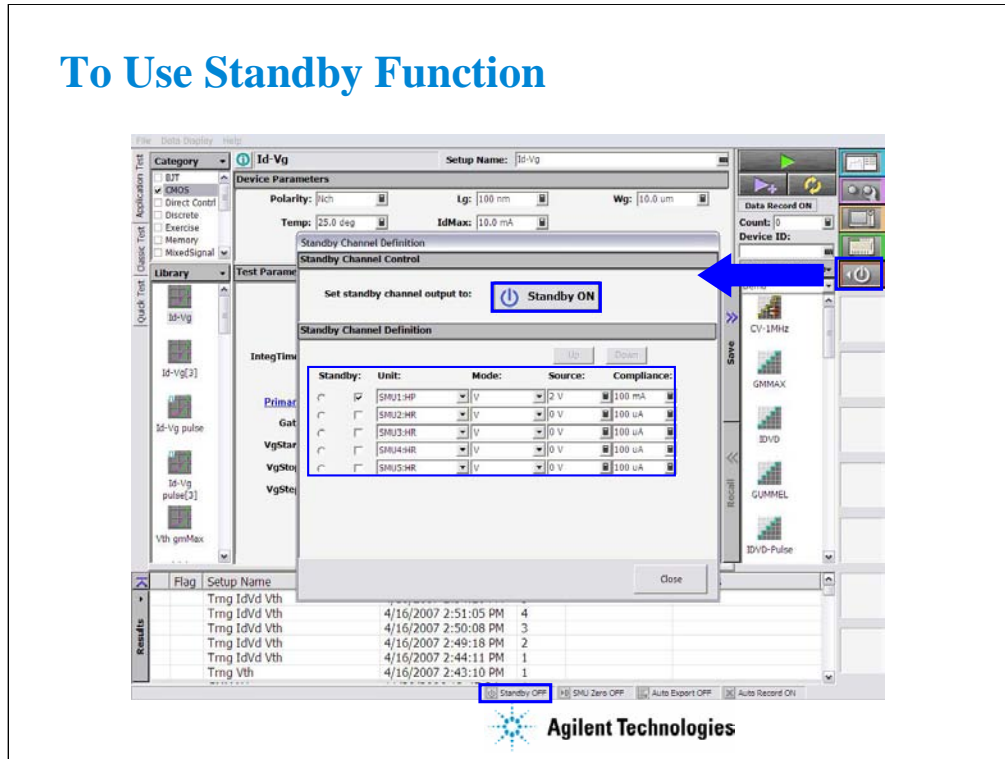 To Use Standby Function
File Data Display Help
Application Test
Classic Test
Quick Test
Category
BJT
CMOS
Direct Contrl
Discrete
Exercise
Memory
MixedSignal
Library
Id-Vg
Id-Vg[3]
Id-Vg pulse
Id-Vg
pulse[3]
Vth gmMax
Id-Vg Setup Name: Id-Vg
Device Parameters
Polarity: Nch Lg: 100 nm Wg: 10.0 um
Temp: 25.0 deg IdMax: 10.0 mA
Test Parame
IntegTime
Primar
Gat
VgStar
VgStop
VgStep
Standby Channel Definition
Standby Channel Control
Set standby channel output to: Standby ON
Standby Channel Definition
Up Down
Standby: Unit: Mode: Source: Compliance:
SMU1:HP V 2 V 100 mA
SMU2:HR V 0 V 100 uA
SMU3:HR V 0 V 100 uA
SMU4:HR V 0 V 100 uA
SMU5:HR V 0 V 100 uA
Close
Save
Recall
Data Record ON
Count: 0
Device ID:
CV-1MHz
GMMAX
IDVD
GUMMEL
IDVD-Pulse
Results
Flag Setup Name
Trng IdVd Vth
Trng IdVd Vth 4/16/2007 2:51:05 PM 4
Trng IdVd Vth 4/16/2007 2:50:08 PM 3
Trng IdVd Vth 4/16/2007 2:49:18 PM 2
Trng IdVd Vth 4/16/2007 2:44:11 PM 1
Trng Vth 4/16/2007 2:43:10 PM 1
Standby OFF SMU Zero OFF Auto Export OFF Auto Record ON
Agilent Technologies